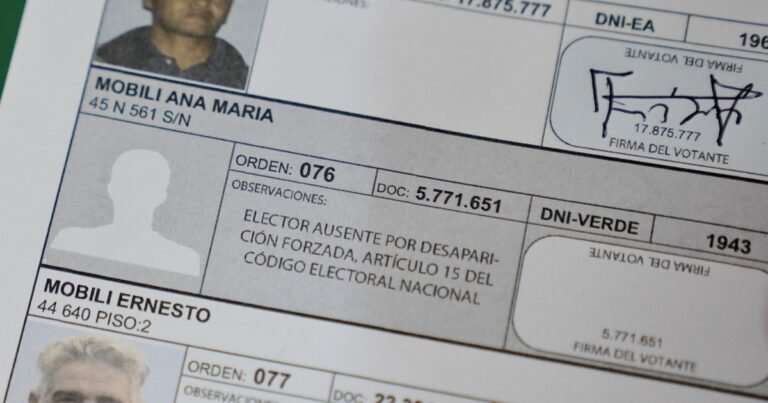 17.875.777
DNI-EA
196
FIRMA DEL VOTANTE
17.875.777
FIRMA DEL VOTANTE
MOBILI ANA MARIA
45 N 561 S/N
ORDEN: 076
DOC: 5.771.651
DNI-VERDE
1943
OBSERVACIONES:
ELECTOR AUSENTE POR DESAPARI-
CIÓN FORZADA, ARTÍCULO 15 DEL
CÓDIGO ELECTORAL NACIONAL
FIRMA DEL VOTANTE
5.771.651
FIRMA DEL VOTANTE
MOBILI ERNESTO
44 640 PISO:2
ORDEN: 077
DOC:
OBSERVACIONES: